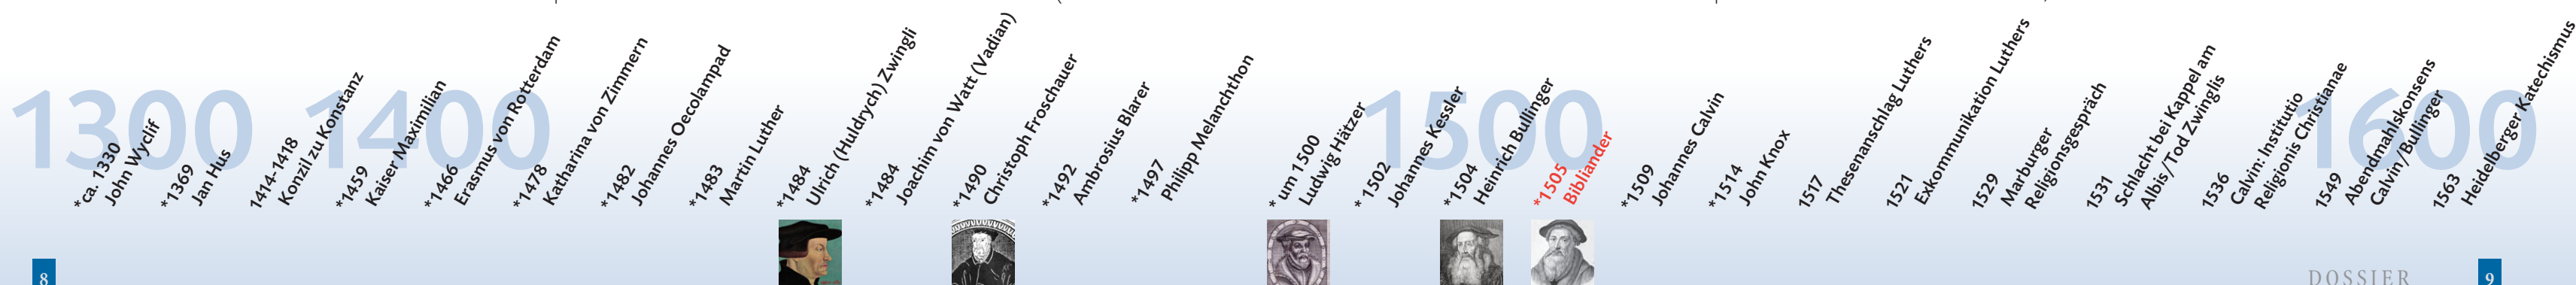 1300
1400
1500
1600
*ca. 1330
John Wyclif
*1369
Jan Hus
1414-1418
Konzil zu Konstanz
*1459
Kaiser Maximilian
*1466
Erasmus von Rotterdam
*1478
Katharina von Zimmern
*1482
Johannes Oecolampad
*1483
Martin Luther
*1484
Ulrich (Huldrych) Zwingli
*1484
Joachim von Watt (Vadian)
*1490
Christoph Froschauer
*1492
Ambrosius Blarer
*1497
Philipp Melanchthon
* um 1500
Ludwig Hätzer
* 1502
Johannes Kessler
*1504
Heinrich Bullinger
*1505
Bibliander
*1509
Johannes Calvin
*1514
John Knox
1517
Thesenanschlag Luthers
1521
Exkommunikation Luthers
1529
Marburger
Religionsgespräch
1531
Schlacht bei Kappel am
Albis/Tod Zwinglis
1536
Calvin: Institutio
Religionis Christianae
1549
Abendmahlskonsens
Calvin/Bullinger
1563
Heidelberger Katechismus
8
DOSSIER
9